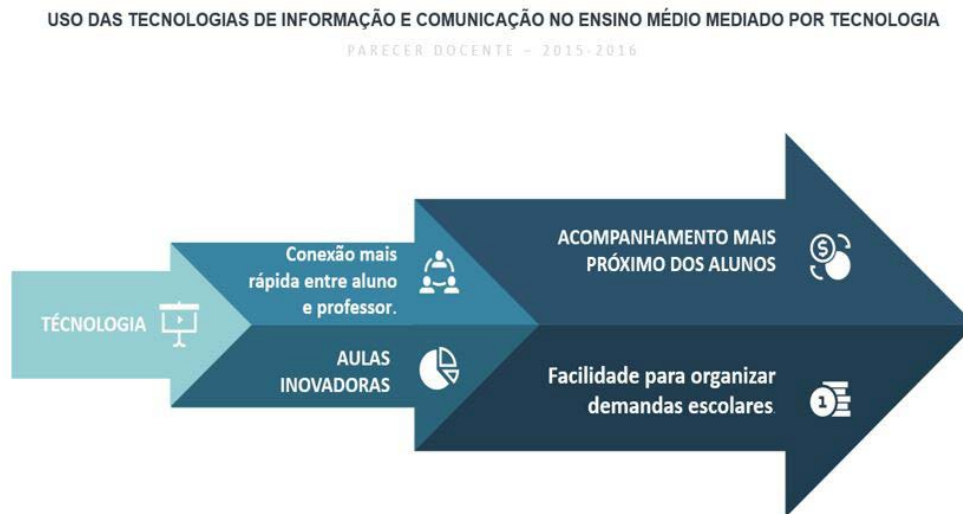 USO DAS TECNOLOGIAS DE INFORMAÇÃO E COMUNICAÇÃO NO ENSINO MÉDIO MEDIADO POR TECNOLOGIA
PARECER DOCENTE – 2015-2016
TÉCNOLOGIA
Conexão mais
rápida entre aluno
e professor.
AULAS
INOVADORAS
ACOMPANHAMENTO MAIS
PRÓXIMO DOS ALUNOS
$
Facilidade para organizar
demandas escolares.
1